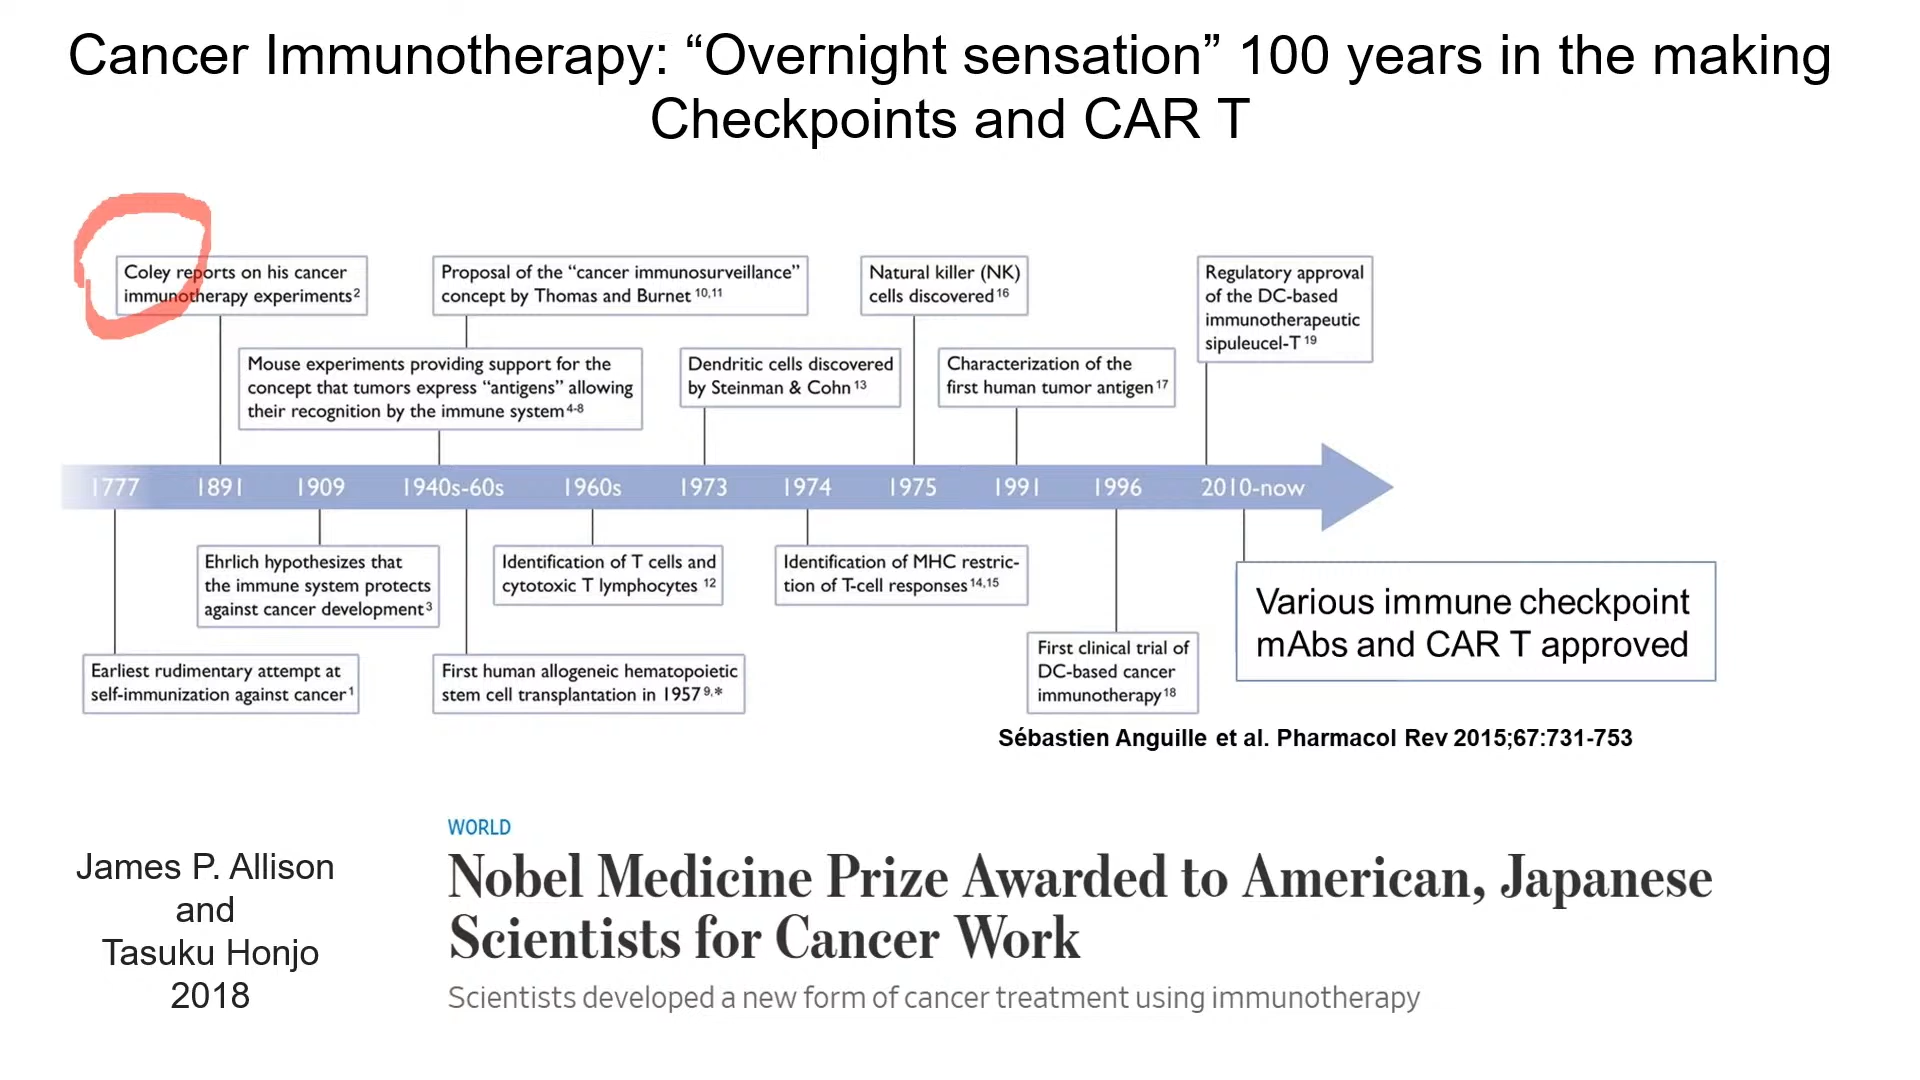 Cancer Immunotherapy: “Overnight sensation” 100 years in the making
Checkpoints and CAR T
Coley reports on his cancer
immunotherapy experiments2
Proposal of the “cancer immunosurveillance”
concept by Thomas and Burnet 10,11
Natural killer (NK)
cells discovered 16
Regulatory approval
of the DC-based
immunotherapeutic
sipuleucel-T 19
Mouse experiments providing support for the
concept that tumors express “antigens” allowing
their recognition by the immune system 4-8
Dendritic cells discovered
by Steinman & Cohn 13
Characterization of the
first human tumor antigen 17
1777 1891 1909 1940s-60s 1960s 1973 1974 1975 1991 1996 2010-now
Ehrlich hypothesizes that
the immune system protects
against cancer development 3
Identification of T cells and
cytotoxic T lymphocytes 12
Identification of MHC restric-
tion of T-cell responses 14,15
Various immune checkpoint
mAbs and CAR T approved
Earliest rudimentary attempt at
self-immunization against cancer 1
First human allogeneic hematopoietic
stem cell transplantation in 1957 9,*
First clinical trial of
DC-based cancer
immunotherapy 18
Sébastien Anguille et al. Pharmacol Rev 2015;67:731-753
James P. Allison
and
Tasuku Honjo
2018
WORLD
Nobel Medicine Prize Awarded to American, Japanese
Scientists for Cancer Work
Scientists developed a new form of cancer treatment using immunotherapy